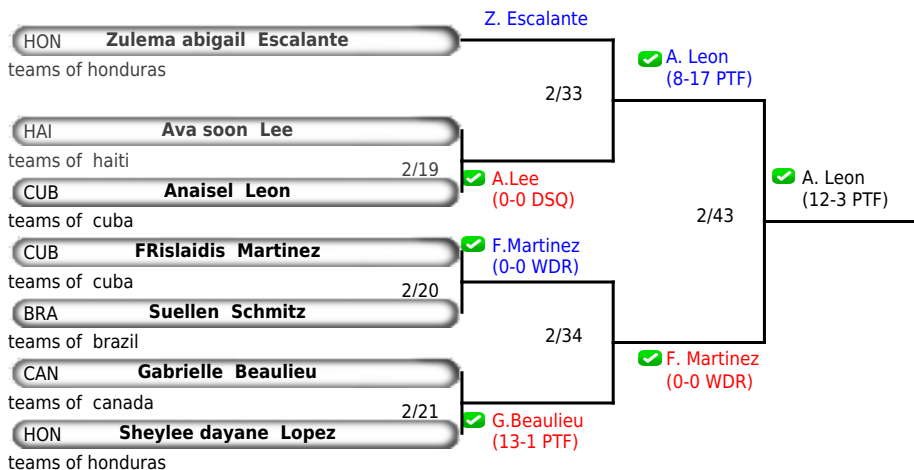 Z. Escalante
HON Zulema abigail Escalante
teams of honduras
A. Leon
(8-17 PTF)
2/33
HAI Ava soon Lee
teams of haiti
2/19
A.Lee
(0-0 DSQ)
CUB Anaisel Leon
teams of cuba
A. Leon
(12-3 PTF)
2/43
CUB FRislaidis Martinez
teams of cuba
F.Martinez
(0-0 WDR)
2/20
BRA Suellen Schmitz
teams of brazil
2/34
F. Martinez
(0-0 WDR)
CAN Gabrielle Beaulieu
teams of canada
2/21
G.Beaulieu
(13-1 PTF)
HON Sheylee dayane Lopez
teams of honduras